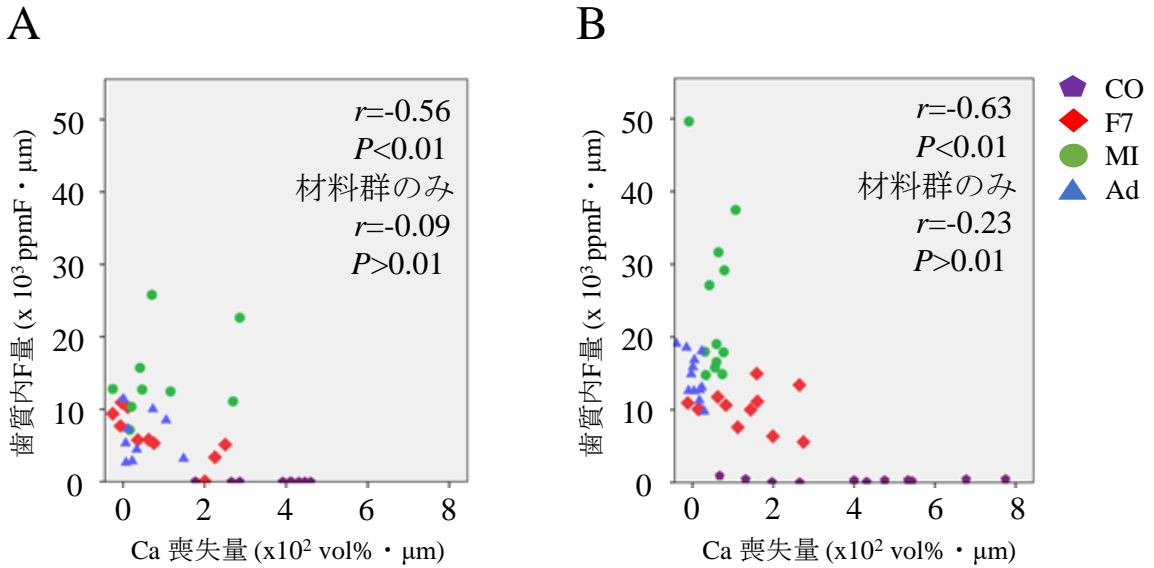 A
r=-0.56
P<0.01
材料群のみ
r=-0.09
P>0.01
歯質内F量 (x 10³ ppmF・μm)
50
40
30
20
10
0
0 2 4 6 8
Ca 喪失量 (x10² vol%・μm)
B
r=-0.63
P<0.01
材料群のみ
r=-0.23
P>0.01
歯質内F量 (x 10³ ppmF・μm)
50
40
30
20
10
0
0 2 4 6 8
Ca 喪失量 (x10² vol%・μm)
CO
F7
MI
Ad